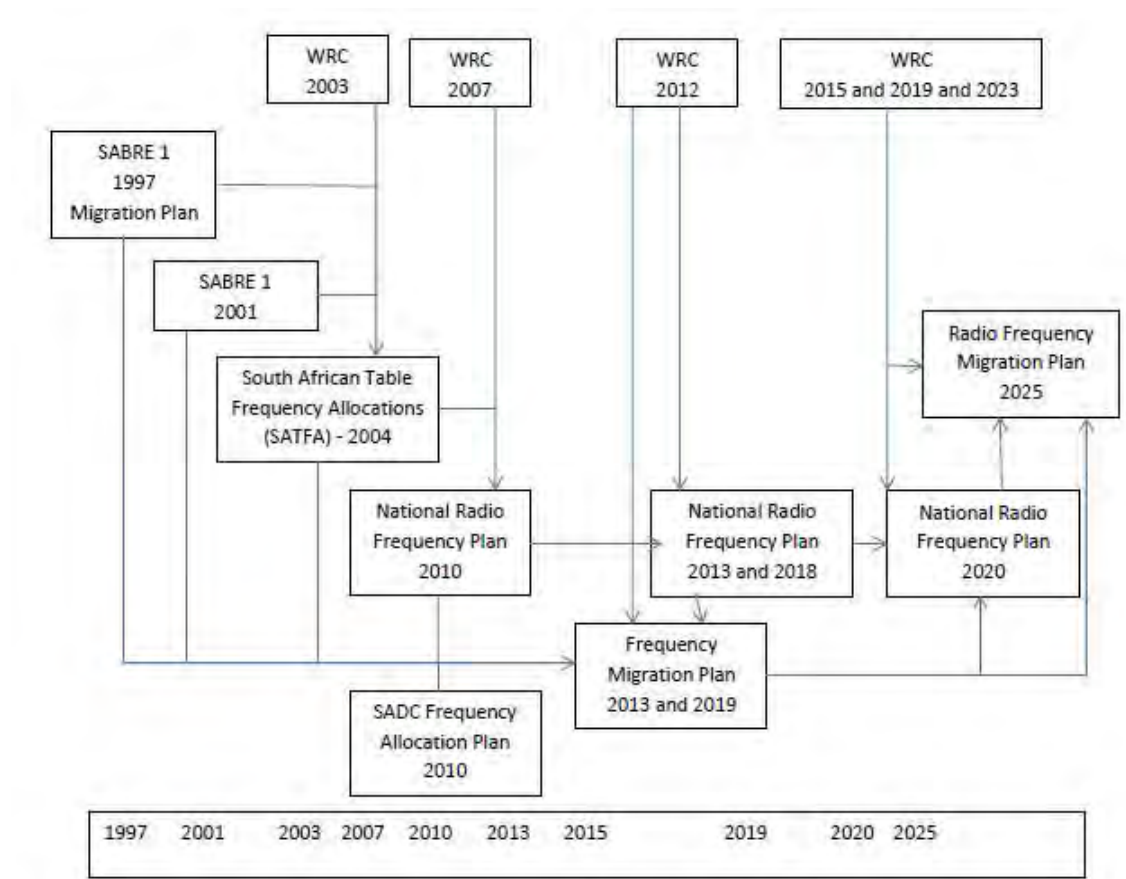 WRC
2003
WRC
2007
WRC
2012
WRC
2015 and 2019 and 2023
SABRE 1
1997
Migration Plan
SABRE 1
2001
South African Table
Frequency Allocations
(SATFA) - 2004
Radio Frequency
Migration Plan
2025
National Radio
Frequency Plan
2010
National Radio
Frequency Plan
2013 and 2018
National Radio
Frequency Plan
2020
Frequency
Migration Plan
2013 and 2019
SADC Frequency
Allocation Plan
2010
1997 2001 2003 2007 2010 2013 2015 2019 2020 2025